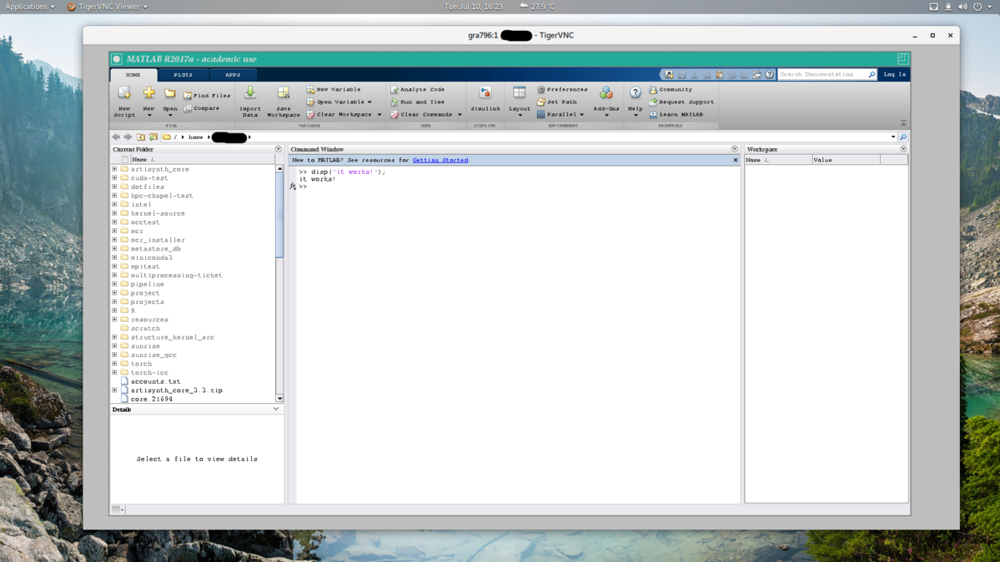 Applications TigerVNC Viewer Tue Jul 10, 16:23 27.9 °C
gra796:1 - TigerVNC
MATLAB R2017a - academic use
HOME PLOTS APPS Search Documentation Log In
New Script New Open Find Files Compare Import Data Save Workspace New Variable Open Variable Clear Workspace Analyze Code Run and Time Clear Commands Simulink Layout Preferences Set Path Parallel Add-Ons Help Community Request Support Learn MATLAB
FILE VARIABLE CODE SIMULINK ENVIRONMENT RESOURCES
/ home
Current Folder
Name
artisynth_core
cuda-test
dotfiles
hpc-chapel-test
intel
kernel-source
mcctest
mcr
mcr_installer
metastore_db
miniconda3
mpitest
multiprocessing-ticket
pipeline
project
projects
R
resources
scratch
structure_kernel_src
sunrise
sunrise_gcc
torch
torch-icc
accounts.txt
artisynth_core_3.3.zip
core.21694
Details
Select a file to view details
Command Window
New to MATLAB? See resources for Getting Started.
>> disp('it works!');
it works!
fx >>
Workspace
Name Value